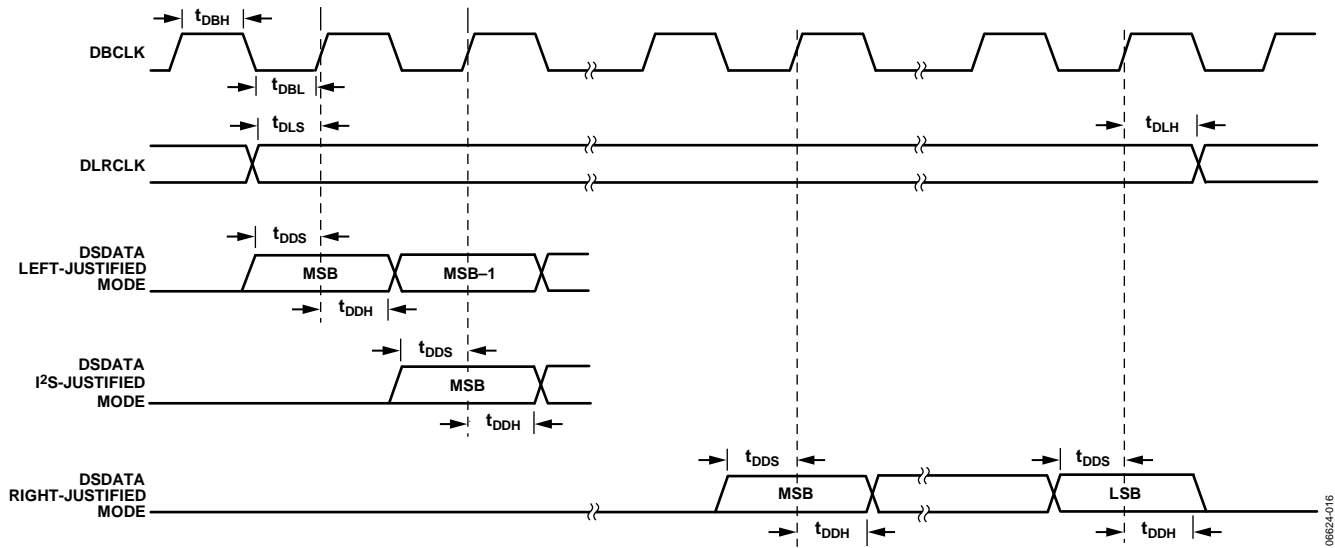 tDBH
DBCLK
tDBL
tDLS
tDLH
DLRCLK
tDDS
DSDATA
LEFT-JUSTIFIED
MODE
MSB
MSB–1
tDDH
tDDS
DSDATA
I2S-JUSTIFIED
MODE
MSB
tDDH
tDDS
tDDS
DSDATA
RIGHT-JUSTIFIED
MODE
MSB
LSB
tDDH
tDDH
06624-016